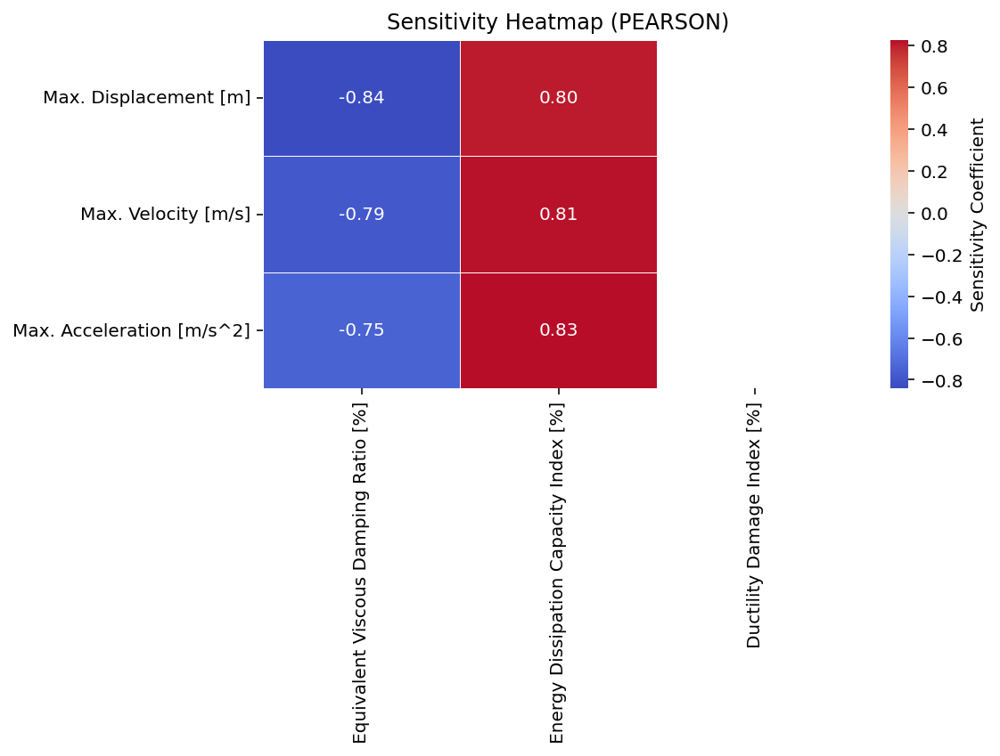 Sensitivity Heatmap (PEARSON)
Max. Displacement [m]
-0.84
0.80
Max. Velocity [m/s]
-0.79
0.81
Max. Acceleration [m/s^2]
-0.75
0.83
Equivalent Viscous Damping Ratio [%]
Energy Dissipation Capacity Index [%]
Ductility Damage Index [%]
0.8
0.6
0.4
0.2
0.0
−0.2
−0.4
−0.6
−0.8
Sensitivity Coefficient